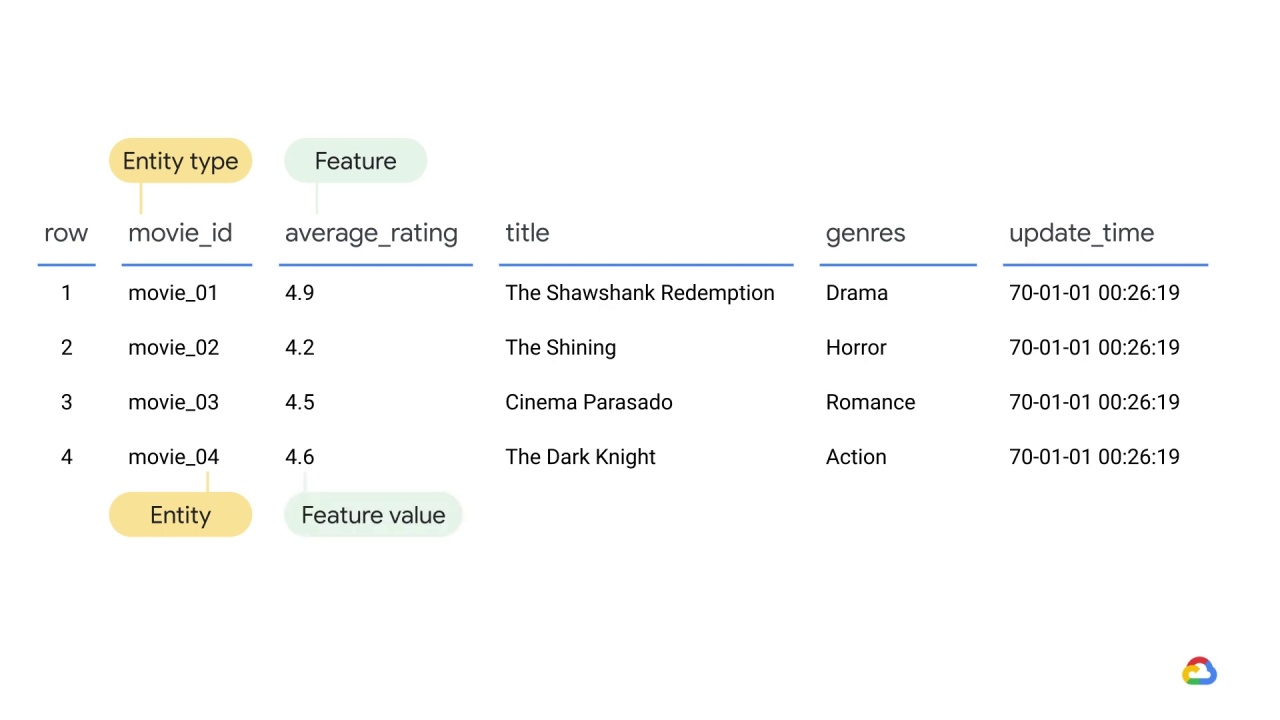 Entity type Feature
row movie_id average_rating title genres update_time
1 movie_01 4.9 The Shawshank Redemption Drama 70-01-01 00:26:19
2 movie_02 4.2 The Shining Horror 70-01-01 00:26:19
3 movie_03 4.5 Cinema Parasado Romance 70-01-01 00:26:19
4 movie_04 4.6 The Dark Knight Action 70-01-01 00:26:19
Entity Feature value